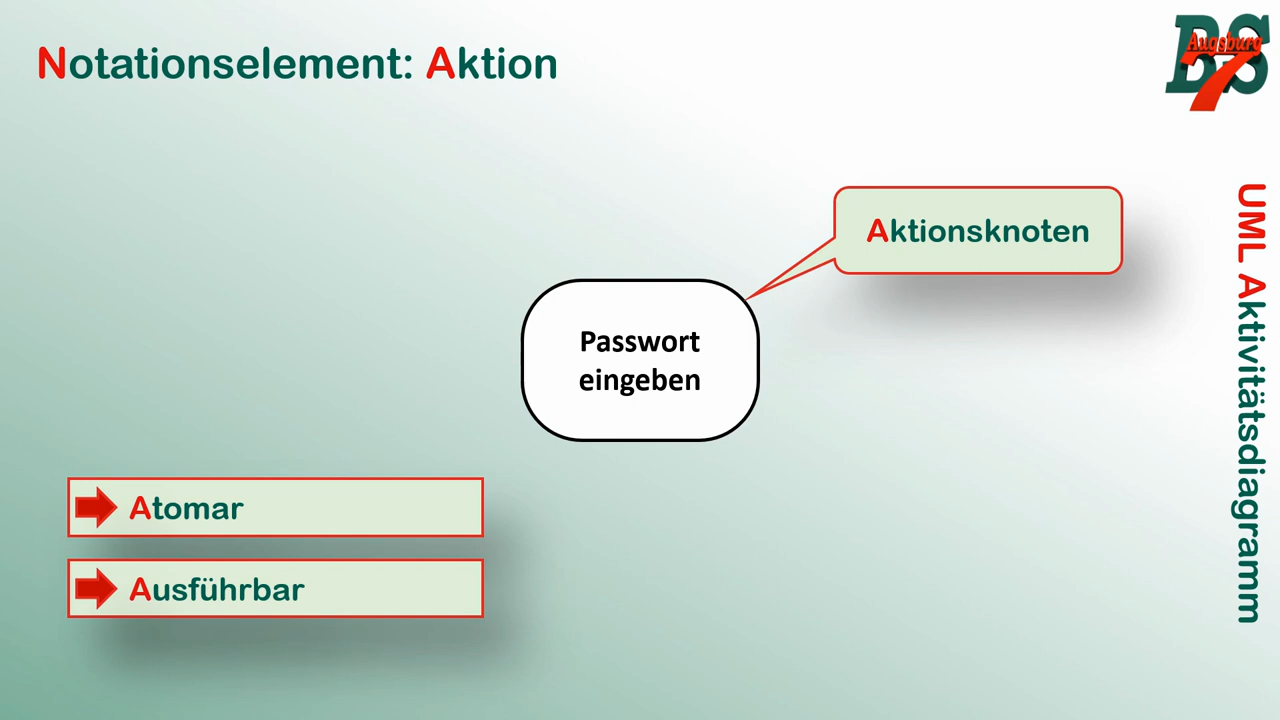 Notationselement: Aktion
BS
Augsburg
7
Aktionsknoten
Passwort
eingeben
Atomar
Ausführbar
UML Aktivitätsdiagramm